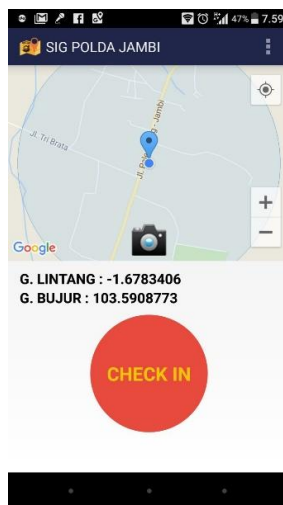 47% 7.59
SIG POLDA JAMBI
Jl. Tri Brata
g - Jambi
Jl. Pal
Google
+
−
G. LINTANG : -1.6783406
G. BUJUR : 103.5908773
CHECK IN